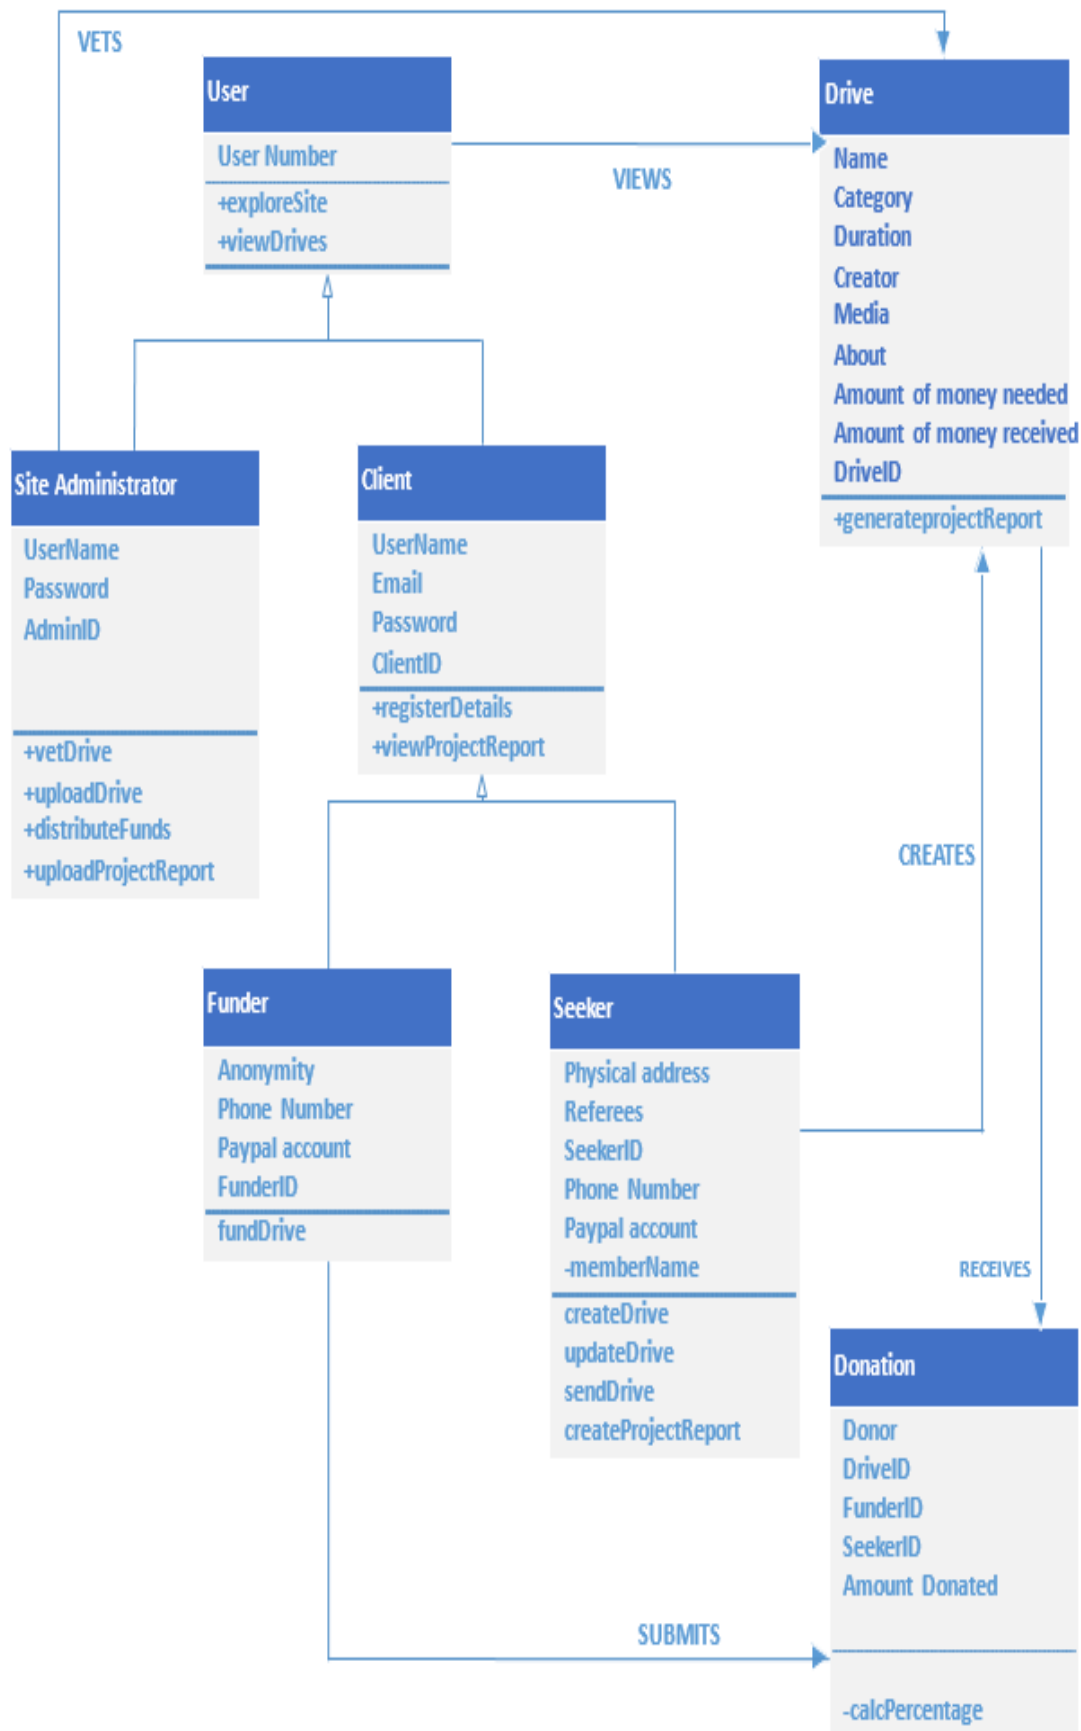 VETS
User
User Number
+exploreSite
+viewDrives
VIEWS
Drive
Name
Category
Duration
Creator
Media
About
Amount of money needed
Amount of money received
DriveID
+generateprojectReport
Site Administrator
UserName
Password
AdminID
+vetDrive
+uploadDrive
+distributeFunds
+uploadProjectReport
Client
UserName
Email
Password
ClientID
+registerDetails
+viewProjectReport
CREATES
Funder
Anonymity
Phone Number
Paypal account
FunderID
fundDrive
Seeker
Physical address
Referees
SeekerID
Phone Number
Paypal account
-memberName
createDrive
updateDrive
sendDrive
createProjectReport
RECEIVES
Donation
Donor
DriveID
FunderID
SeekerID
Amount Donated
-calcPercentage
SUBMITS